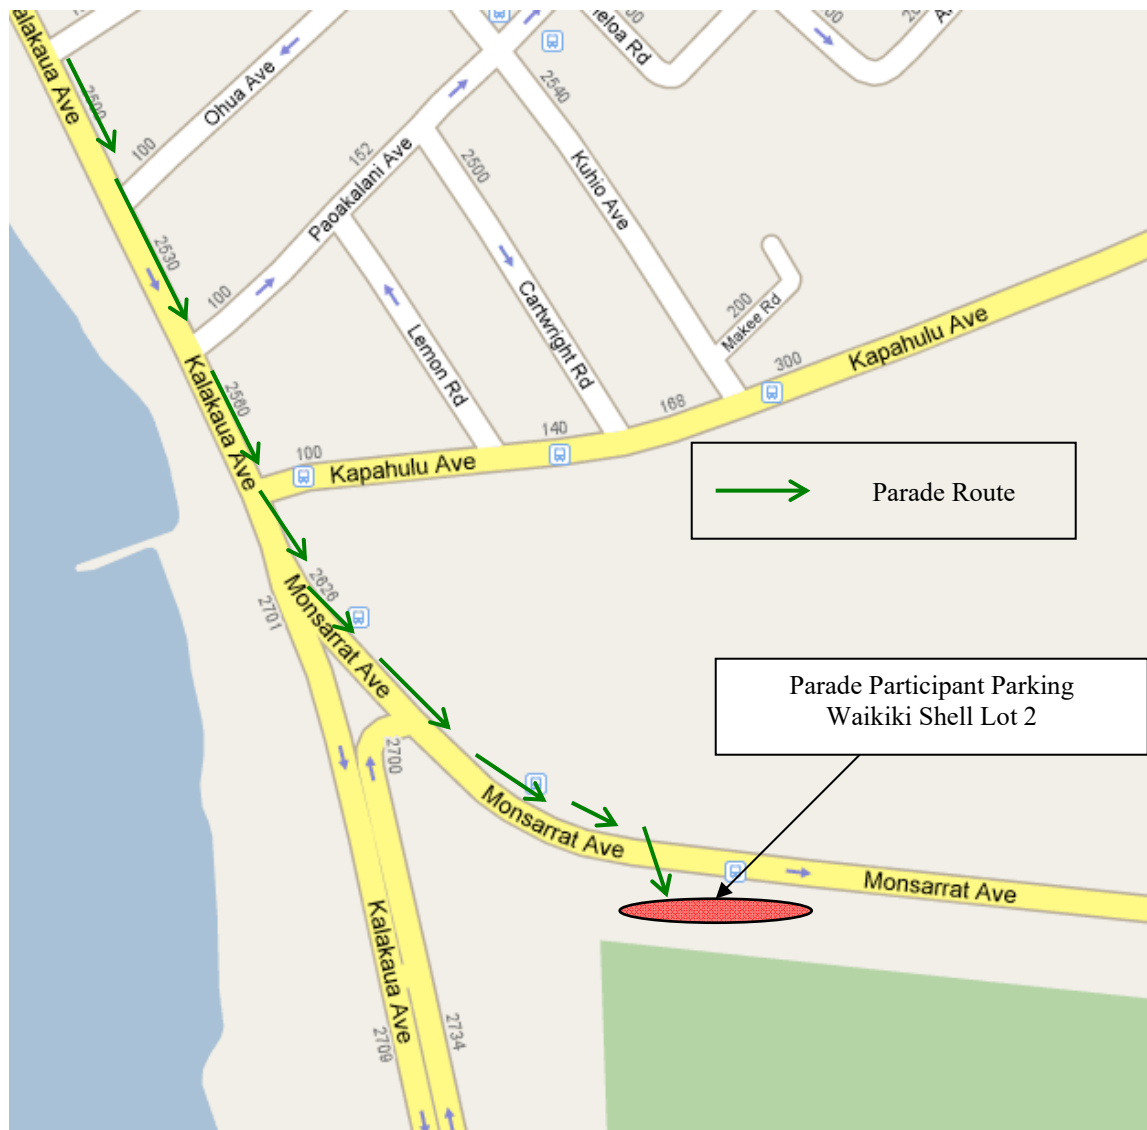 Kalakaua Ave
2500
Ohua Ave
100
152
Paoakalani Ave
2530
100
2500
2540
Kuhio Ave
Cartwright Rd
Lemon Rd
200
Makee Rd
300
Kapahulu Ave
168
140
100
Kapahulu Ave
2560
Kalakaua Ave
Parade Route
2626
2701
Monsarrat Ave
Parade Participant Parking
Waikiki Shell Lot 2
2700
Monsarrat Ave
Monsarrat Ave
Kalakaua Ave
2709
2734